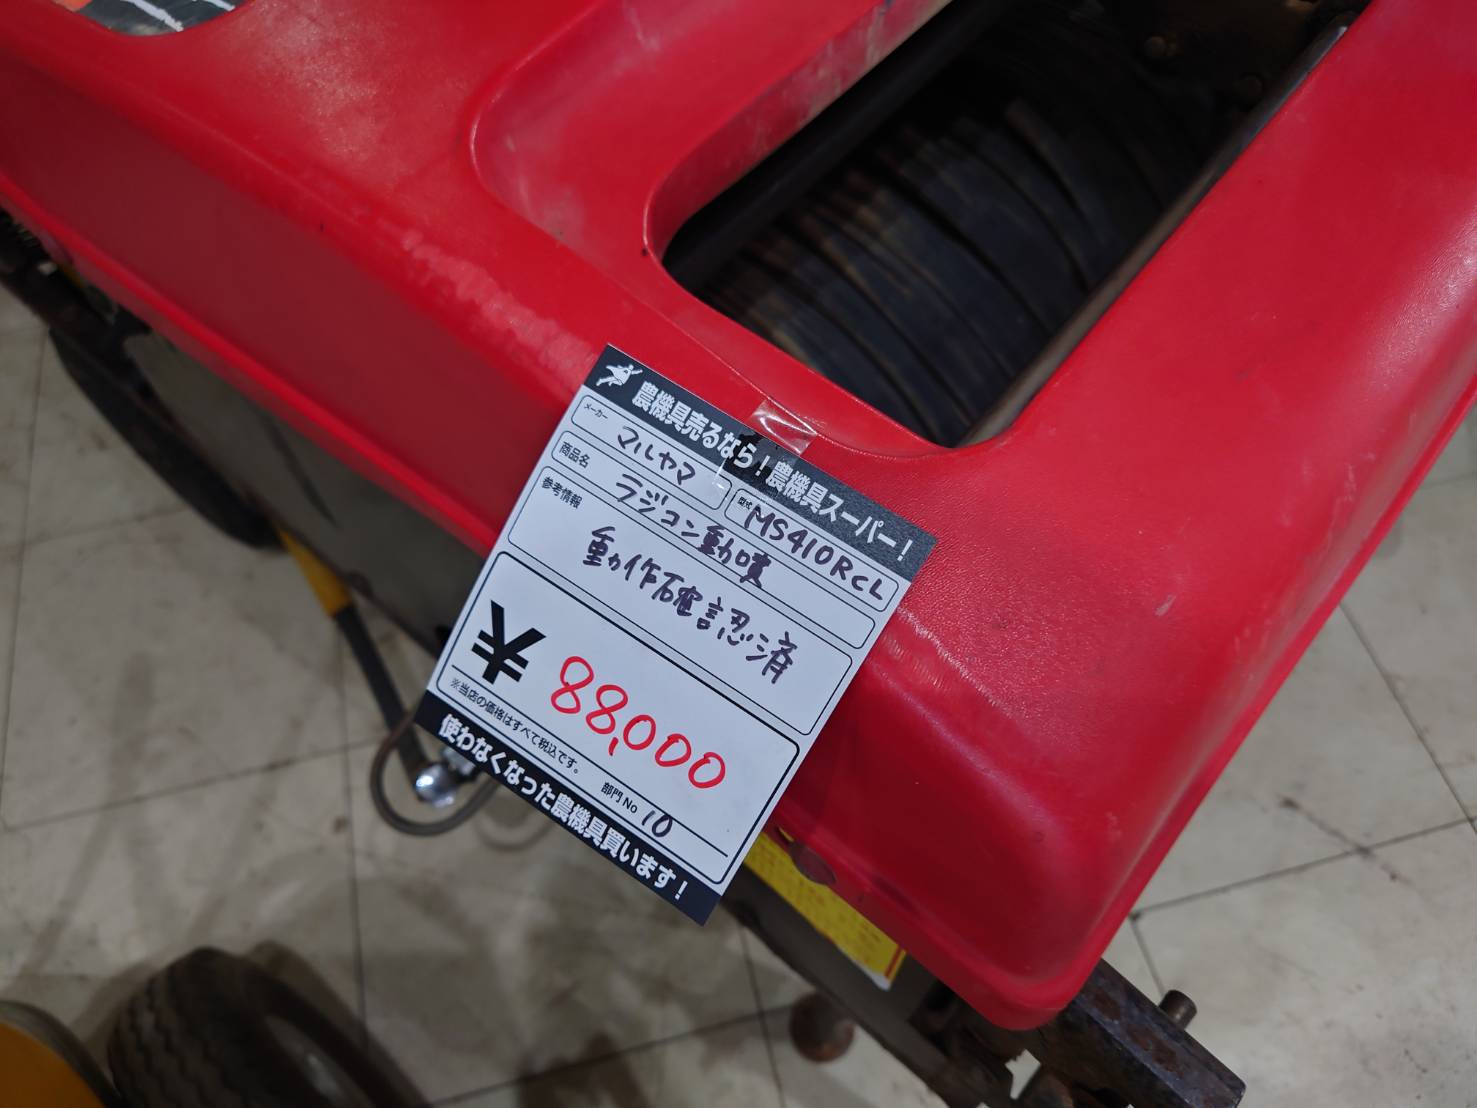 農機具売るなら！農機具スーパー！
メーカー マルヤマ 型式 MS410RCL
商品名 ラジコン動噴
参考情報 動作確認済
¥ 88,000
※当店の価格はすべて税込です。 部門No 10
使わなくなった農機具買います！